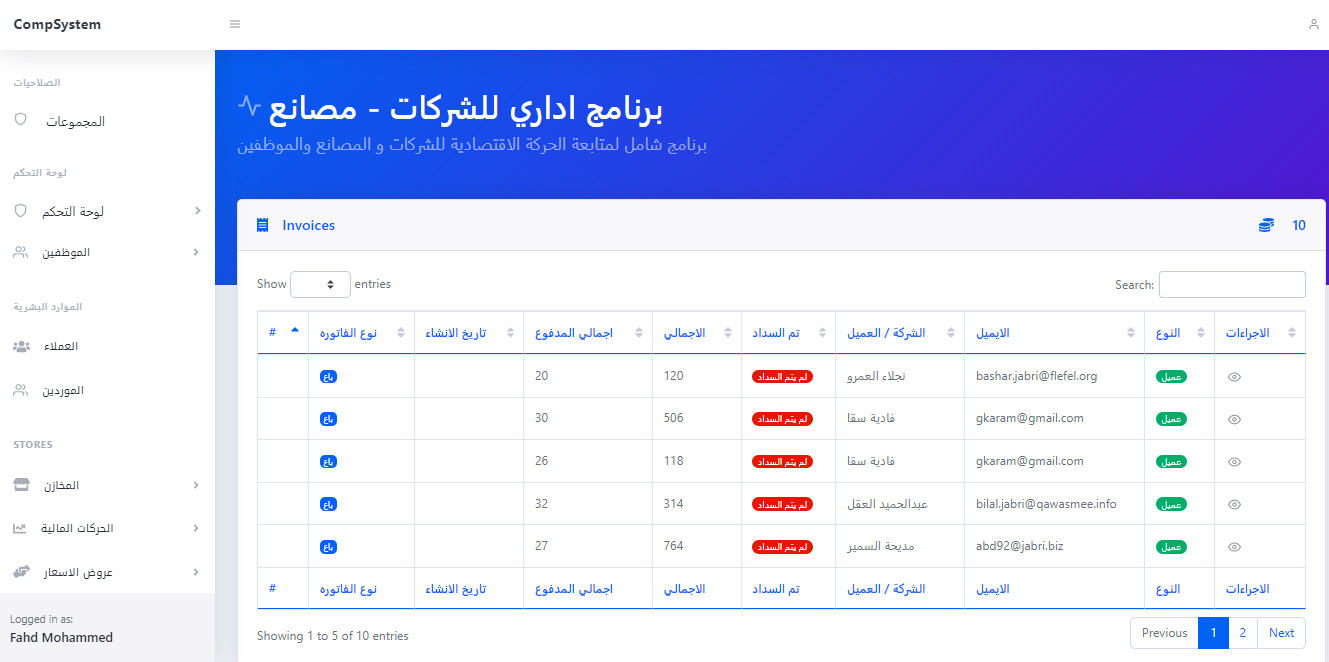 CompSystem
الصلاحيات
المجموعات
لوحة التحكم
لوحة التحكم
الموظفين
الموارد البشرية
العملاء
الموردين
STORES
المخازن
الحركات المالية
عروض الاسعار
Logged in as:
Fahd Mohammed
برنامج اداري للشركات - مصانع
برنامج شامل لمتابعة الحركة الاقتصادية للشركات و المصانع والموظفين
Invoices 10
Show entries Search:
# نوع الفاتوره تاريخ الانشاء اجمالي المدفوع الاجمالي تم السداد الشركة / العميل الايميل النوع الاجراءات
باع 20 120 لم يتم السداد نجلاء العمرو bashar.jabri@flefel.org عميل
باع 30 506 لم يتم السداد فادية سقا gkaram@gmail.com عميل
باع 26 118 لم يتم السداد فادية سقا gkaram@gmail.com عميل
باع 32 314 لم يتم السداد عبدالحميد العقل bilal.jabri@qawasmee.info عميل
باع 27 764 لم يتم السداد مديحة السمير abd92@jabri.biz عميل
# نوع الفاتوره تاريخ الانشاء اجمالي المدفوع الاجمالي تم السداد الشركة / العميل الايميل النوع الاجراءات
Showing 1 to 5 of 10 entries Previous 1 2 Next